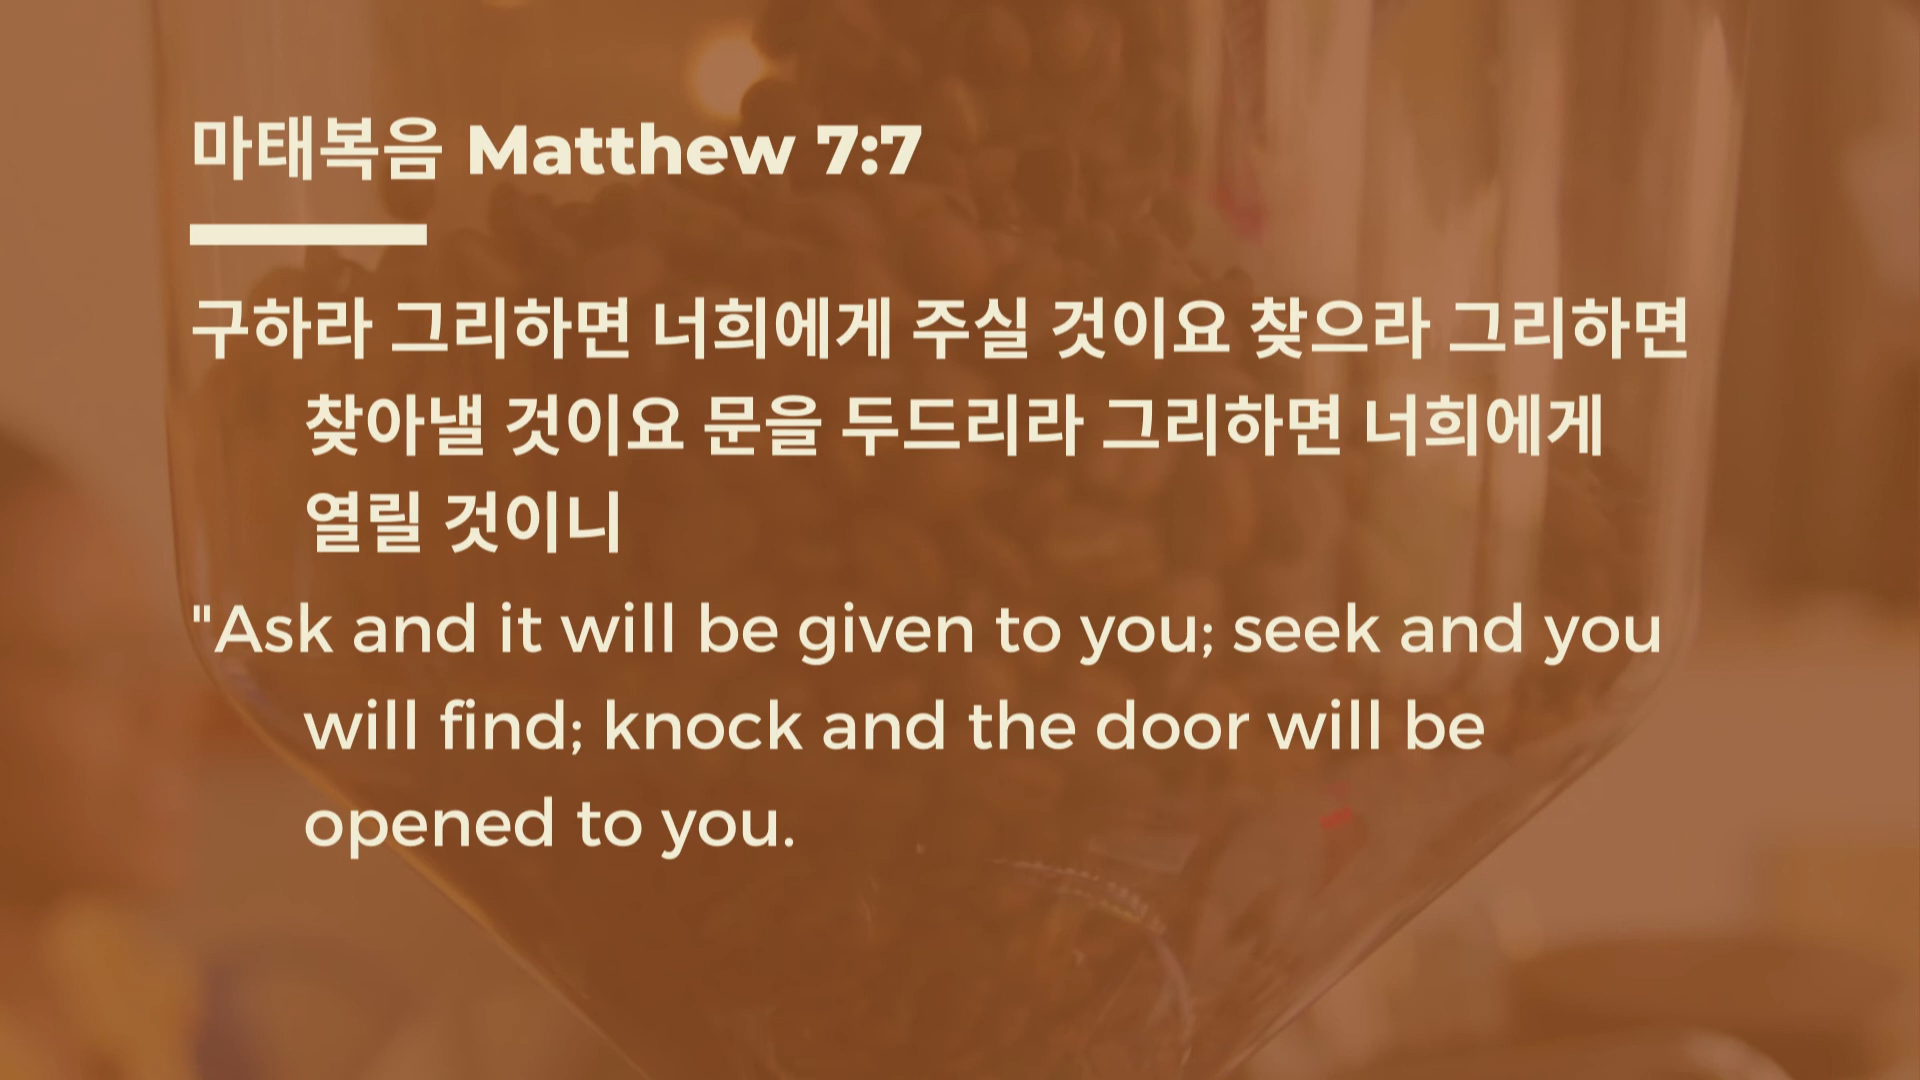 마태복음 Matthew 7:7
구하라 그리하면 너희에게 주실 것이요 찾으라 그리하면
찾아낼 것이요 문을 두드리라 그리하면 너희에게
열릴 것이니
"Ask and it will be given to you; seek and you
will find; knock and the door will be
opened to you.